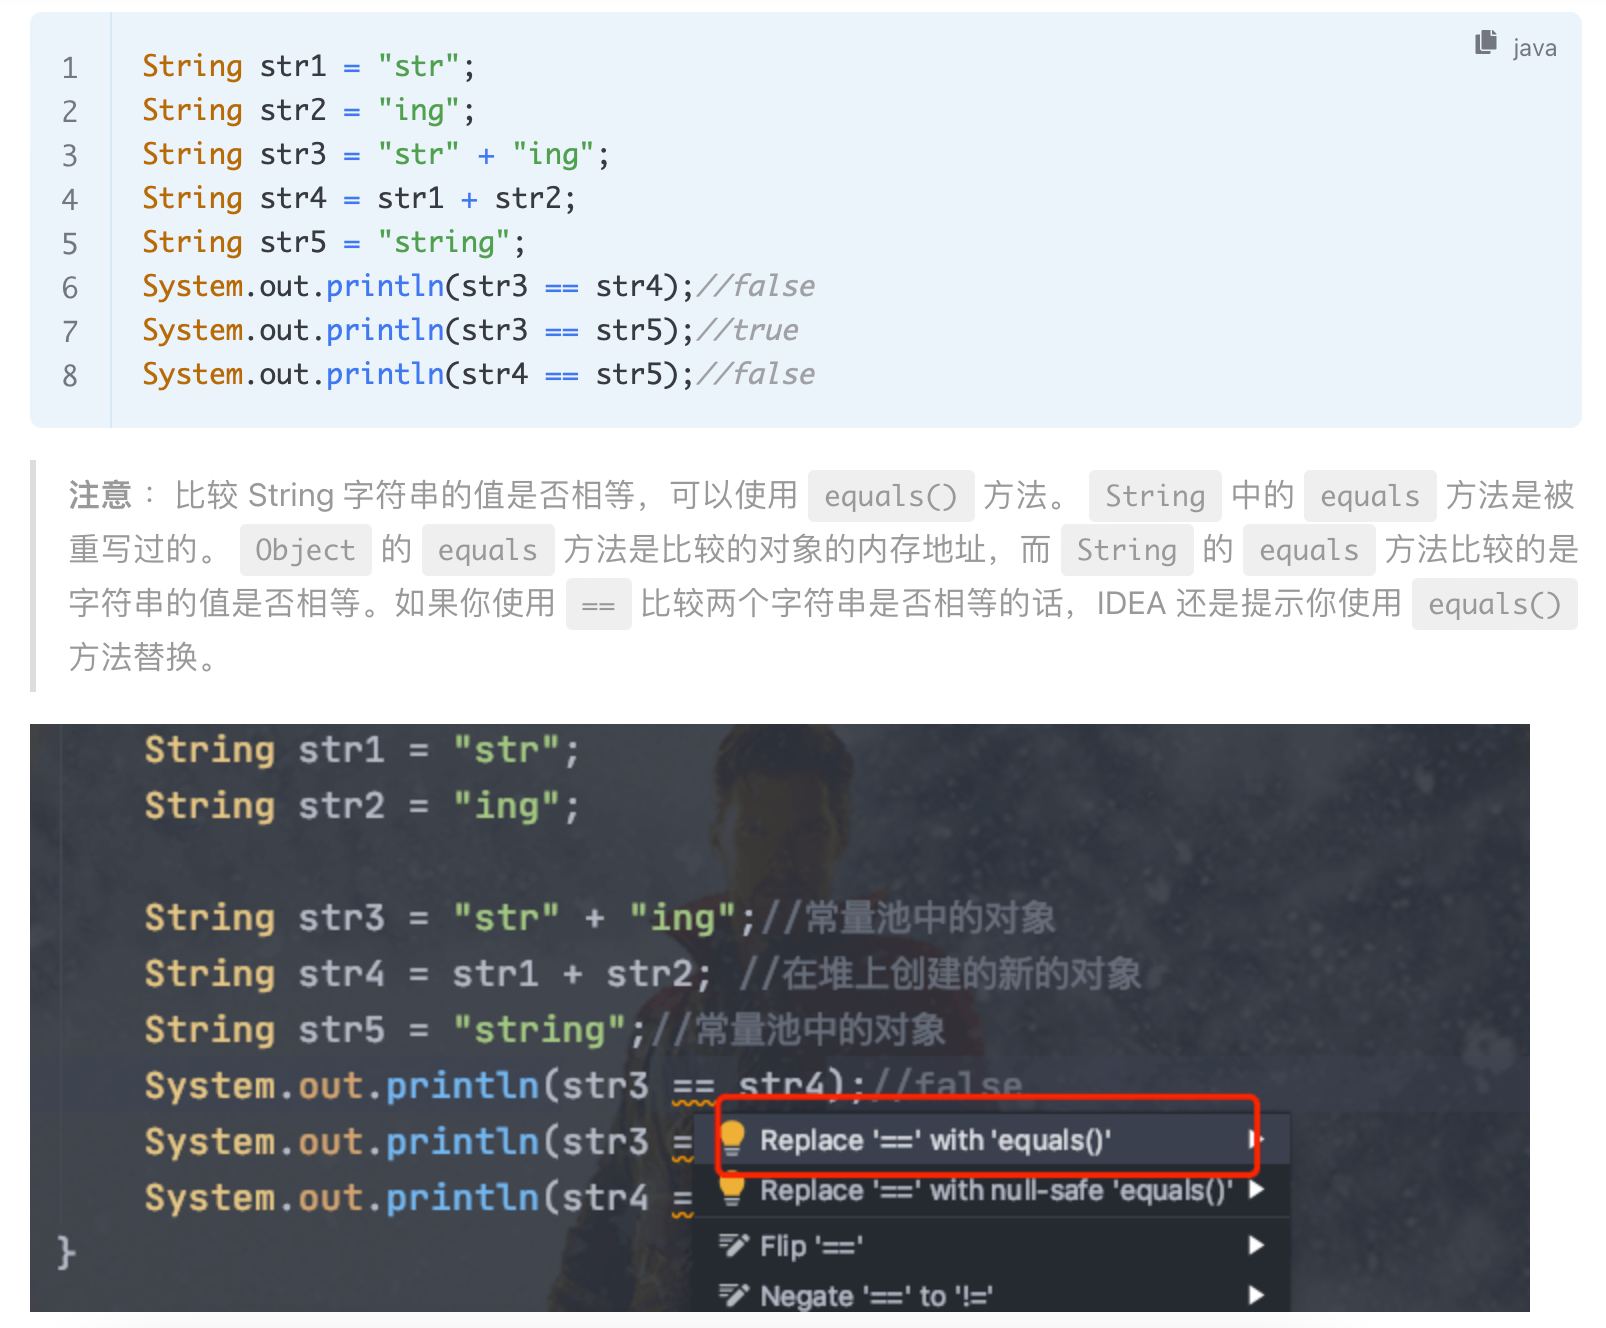 java
1 String str1 = "str";
2 String str2 = "ing";
3 String str3 = "str" + "ing";
4 String str4 = str1 + str2;
5 String str5 = "string";
6 System.out.println(str3 == str4);//false
7 System.out.println(str3 == str5);//true
8 System.out.println(str4 == str5);//false
注意 ： 比较 String 字符串的值是否相等，可以使用 equals() 方法。 String 中的 equals 方法是被
重写过的。 Object 的 equals 方法是比较的对象的内存地址，而 String 的 equals 方法比较的是
字符串的值是否相等。如果你使用 == 比较两个字符串是否相等的话，IDEA 还是提示你使用 equals()
方法替换。
String str1 = "str";
String str2 = "ing";
String str3 = "str" + "ing";//常量池中的对象
String str4 = str1 + str2; //在堆上创建的新的对象
String str5 = "string";//常量池中的对象
System.out.println(str3 == str4);//false
System.out.println(str3 =
Replace '==' with 'equals()'
System.out.println(str4 =
Replace '==' with null-safe 'equals()'
}
Flip '=='
Negate '==' to '!='